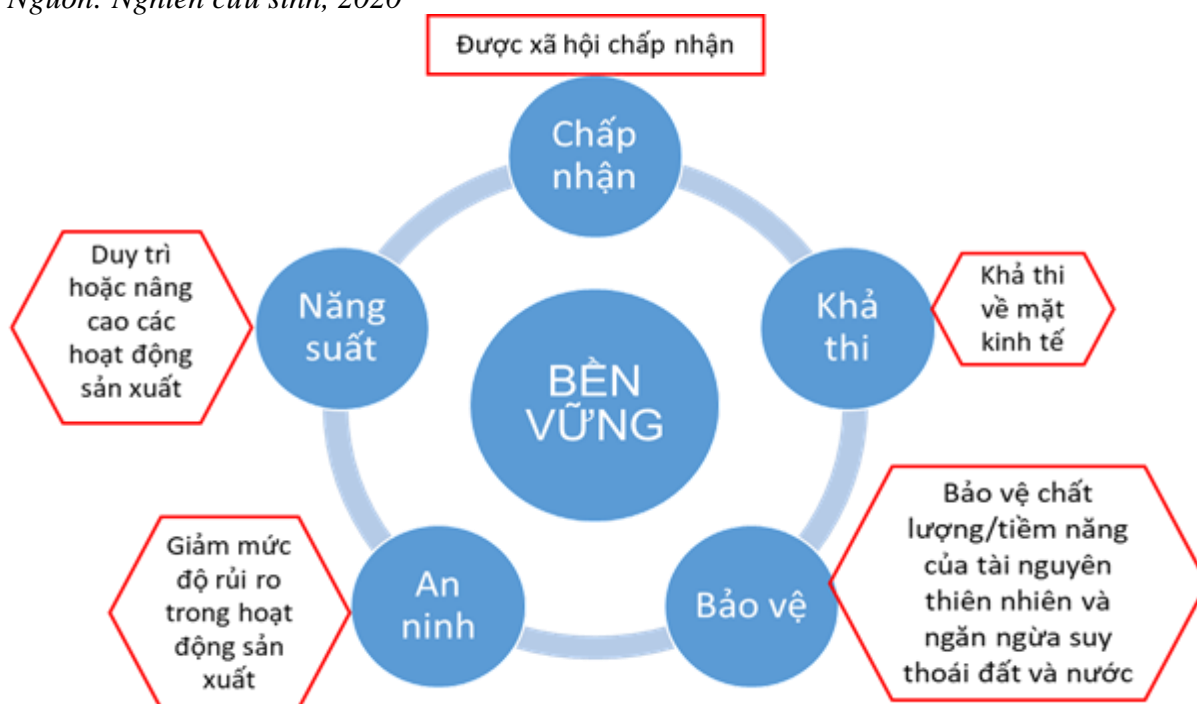 Nguồn: Nghiên cứu sinh, 2020
Được xã hội chấp nhận
Chấp
nhận
Duy trì
hoặc nâng
cao các
hoạt động
sản xuất
Năng
suất
Khả
thi
Khả thi
về mặt
kinh tế
BỀN
VỮNG
Giảm mức
độ rủi ro
trong hoạt
động sản
xuất
An
ninh
Bảo vệ
Bảo vệ chất
lượng/tiềm năng
của tài nguyên
thiên nhiên và
ngăn ngừa suy
thoái đất và nước